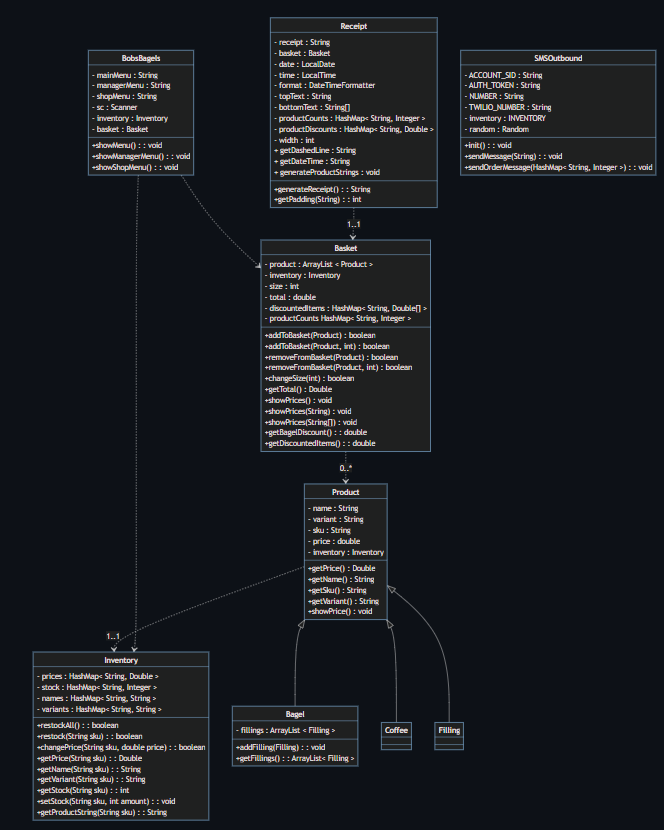 Receipt
- receipt : String
- basket : Basket
- date : LocalDate
- time : LocalTime
- format : DateTimeFormatter
- topText : String
- bottomText : String[]
- productCounts : HashMap< String, Integer >
- productDiscounts : HashMap< String, Double >
- width : int
+ getDashedLine : String
+ getDateTime : String
+ generateProductStrings : void
+generateReceipt() : : String
+getPadding(String) : : int
BobsBagels
- mainMenu : String
- managerMenu : String
- shopMenu : String
- sc : Scanner
- inventory : Inventory
- basket : Basket
+showMenu() : : void
+showManagerMenu() : : void
+showShopMenu() : : void
SMSOutbound
- ACCOUNT_SID : String
- AUTH_TOKEN : String
- NUMBER : String
- TWILIO_NUMBER : String
- inventory : INVENTORY
- random : Random
+init() : : void
+sendMessage(String) : : void
+sendOrderMessage(HashMap< String, Integer >) : : void
1..1
Basket
- product : ArrayList < Product >
- inventory : Inventory
- size : int
- total : double
- discountedItems : HashMap< String, Double[] >
- productCounts HashMap< String, Integer >
+addToBasket(Product) : boolean
+addToBasket(Product, int) : boolean
+removeFromBasket(Product) : boolean
+removeFromBasket(Product, int) : boolean
+changeSize(int) : boolean
+getTotal() : Double
+showPrices() : void
+showPrices(String) : void
+showPrices(String[]) : void
+getBagelDiscount() : : double
+getDiscountedItems() : : double
0..*
Product
- name : String
- variant : String
- sku : String
- price : double
- inventory : Inventory
+getPrice() : Double
+getName() : String
+getSku() : String
+getVariant() : String
+showPrice() : void
1..1
Inventory
- prices : HashMap< String, Double >
- stock : HashMap< String, Integer >
- names : HashMap< String, String >
- variants : HashMap< String, String >
+restockAll() : : boolean
+restock(String sku) : : boolean
+changePrice(String sku, double price) : : boolean
+getPrice(String sku) : : Double
+getName(String sku) : : String
+getVariant(String sku) : : String
+getStock(String sku) : : int
+setStock(String sku, int amount) : : void
+getProductString(String sku) : : String
Bagel
- fillings : ArrayList < Filling >
+addFilling(Filling) : : void
+getFillings() : : ArrayList< Filling >
Coffee
Filling